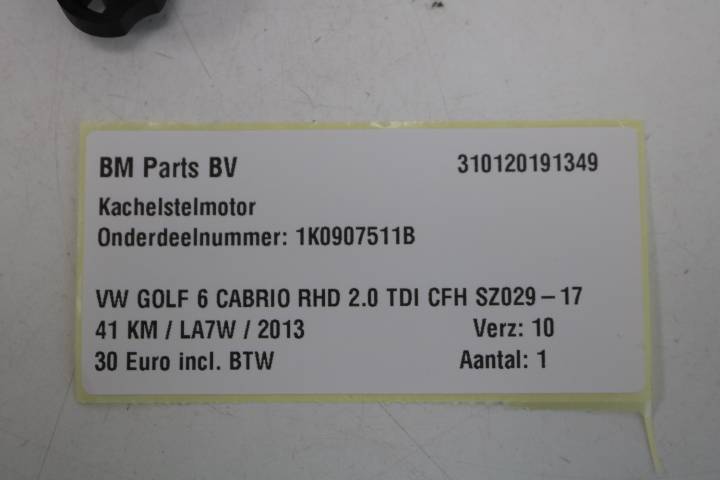 BM Parts BV 310120191349
Kachelstelmotor
Onderdeelnummer: 1K0907511B
VW GOLF 6 CABRIO RHD 2.0 TDI CFH SZ029 – 17
41 KM / LA7W / 2013 Verz: 10
30 Euro incl. BTW Aantal: 1